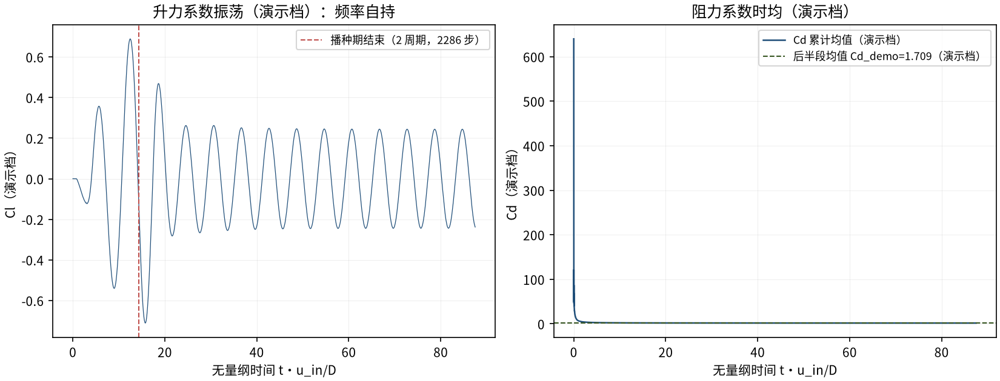 升力系数振荡（演示档）：频率自持
播种期结束（2 周期，2286 步）
Cl（演示档）
0.6
0.4
0.2
0.0
-0.2
-0.4
-0.6
0
20
40
60
80
无量纲时间 t·u_in/D
阻力系数时均（演示档）
Cd 累计均值（演示档）
后半段均值 Cd_demo=1.709（演示档）
Cd（演示档）
600
500
400
300
200
100
0
0
20
40
60
80
无量纲时间 t·u_in/D